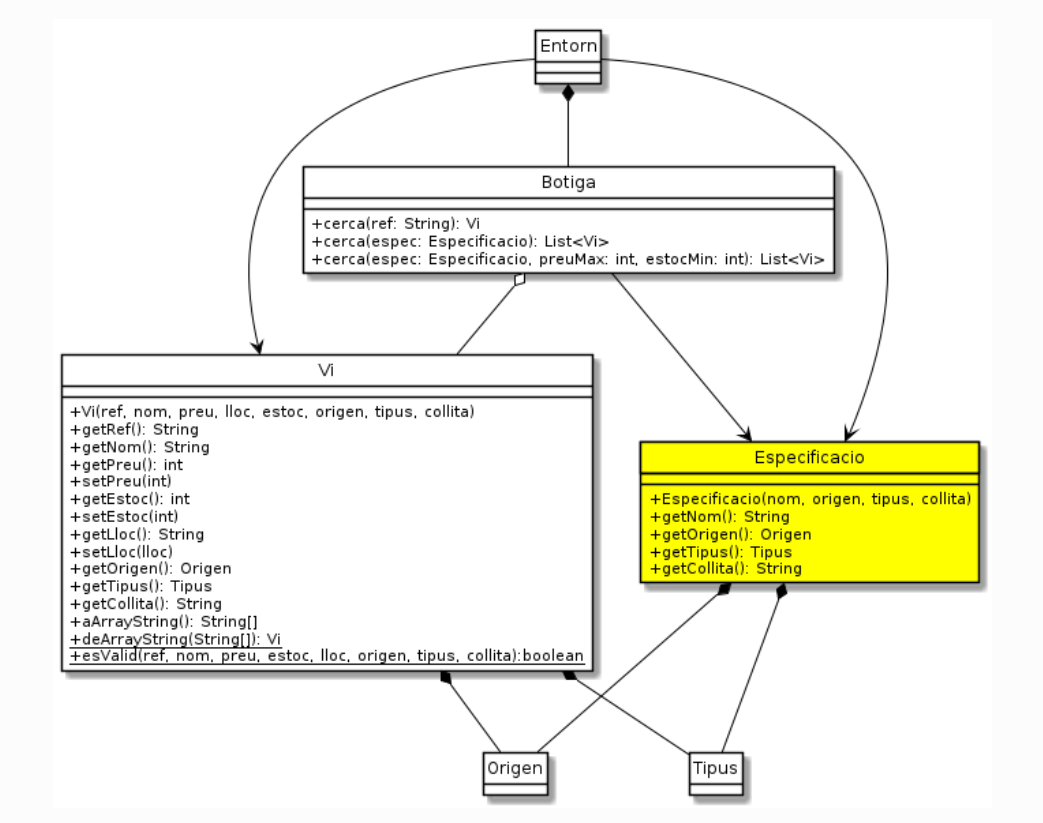 Entorn
Botiga
+cerca(ref: String): Vi
+cerca(espec: Especificacio): List<Vi>
+cerca(espec: Especificacio, preuMax: int, estocMin: int): List<Vi>
Vi
+Vi(ref, nom, preu, lloc, estoc, origen, tipus, collita)
+getRef(): String
+getNom(): String
+getPreu(): int
+setPreu(int)
+getEstoc(): int
+setEstoc(int)
+getLloc(): String
+setLloc(lloc)
+getOrigen(): Origen
+getTipus(): Tipus
+getCollita(): String
+aArrayString(): String[]
+deArrayString(String[]): Vi
+esValid(ref, nom, preu, estoc, lloc, origen, tipus, collita):boolean
Especificacio
+Especificacio(nom, origen, tipus, collita)
+getNom(): String
+getOrigen(): Origen
+getTipus(): Tipus
+getCollita(): String
Origen
Tipus